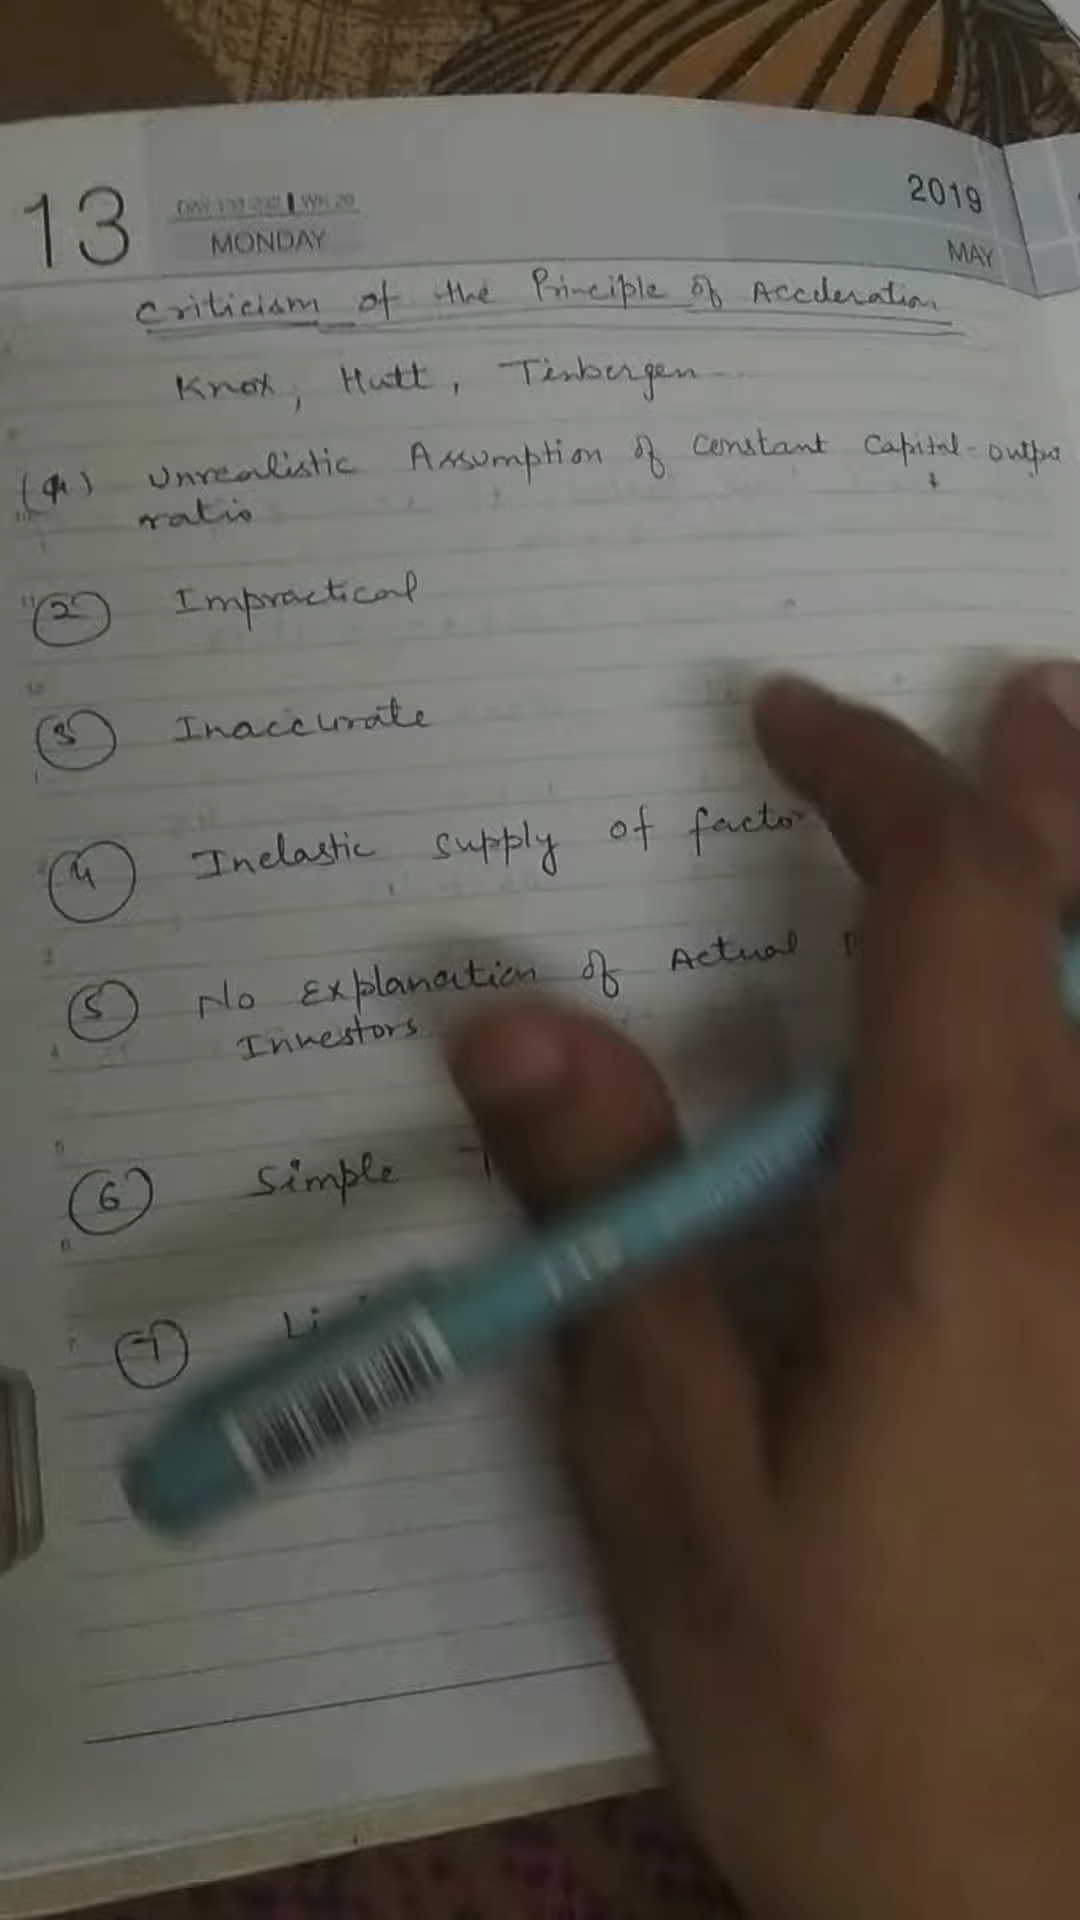 13
MONDAY
2019
MAY
Criticism of the Principle of Acceleration
Knox, Hutt, Tinbergen
Unrealistic Assumption of constant Capital-output
ratio
2 Impractical
3 Inaccurate
4 Inelastic supply of factor
5 No Explanation of Actual
Investors
6 Simple
7